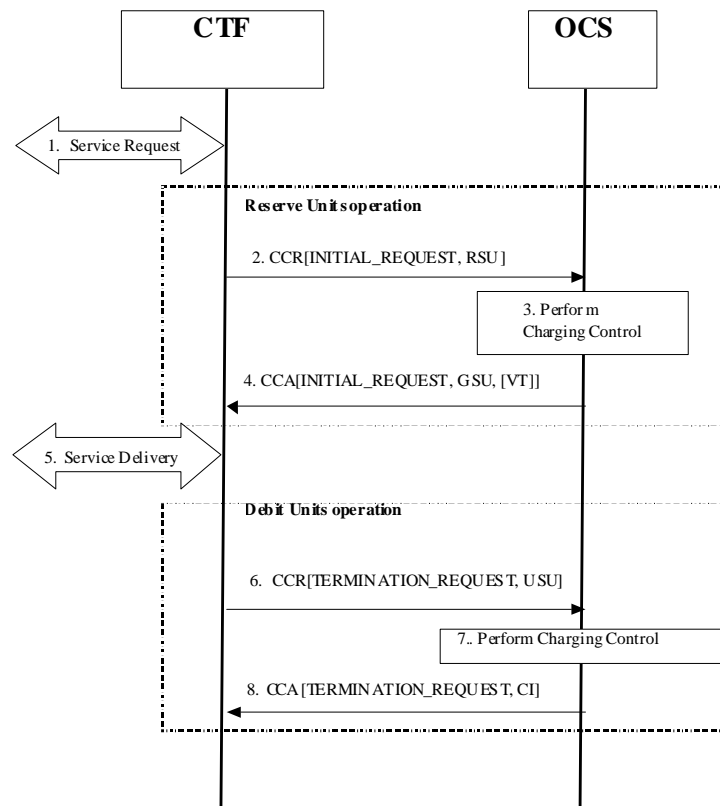 CTF
OCS
1. Service Request
Reserve Units operation
2. CCR[INITIAL_REQUEST, RSU]
3. Perform
Charging Control
4. CCA[INITIAL_REQUEST, GSU, [VT]]
5. Service Delivery
Debit Units operation
6. CCR[TERMINATION_REQUEST, USU]
7.. Perform Charging Control
8. CCA[TERMINATION_REQUEST, CI]